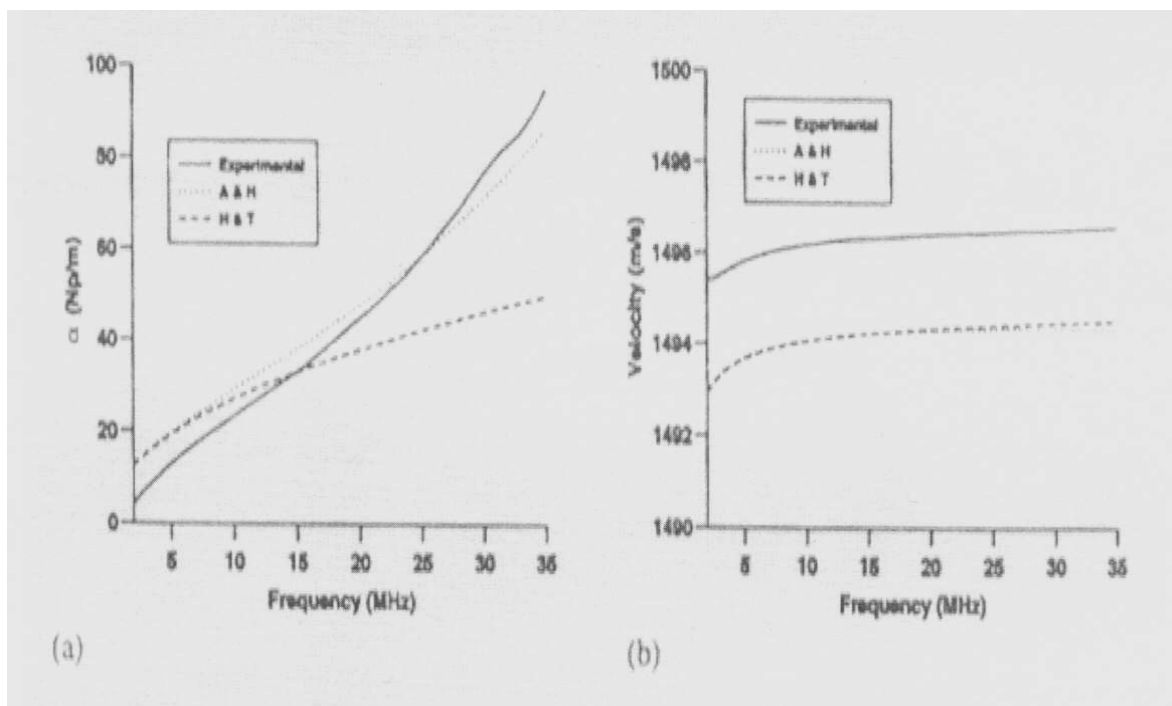 100
80
60
40
20
0
α (Np/m)
Experimental
A & H
H & T
5 10 15 20 25 30 35
Frequency (MHz)
(a)
1500
1498
1496
1494
1492
1490
Velocity (m/s)
Experimental
A & H
H & T
5 10 15 20 25 30 35
Frequency (MHz)
(b)